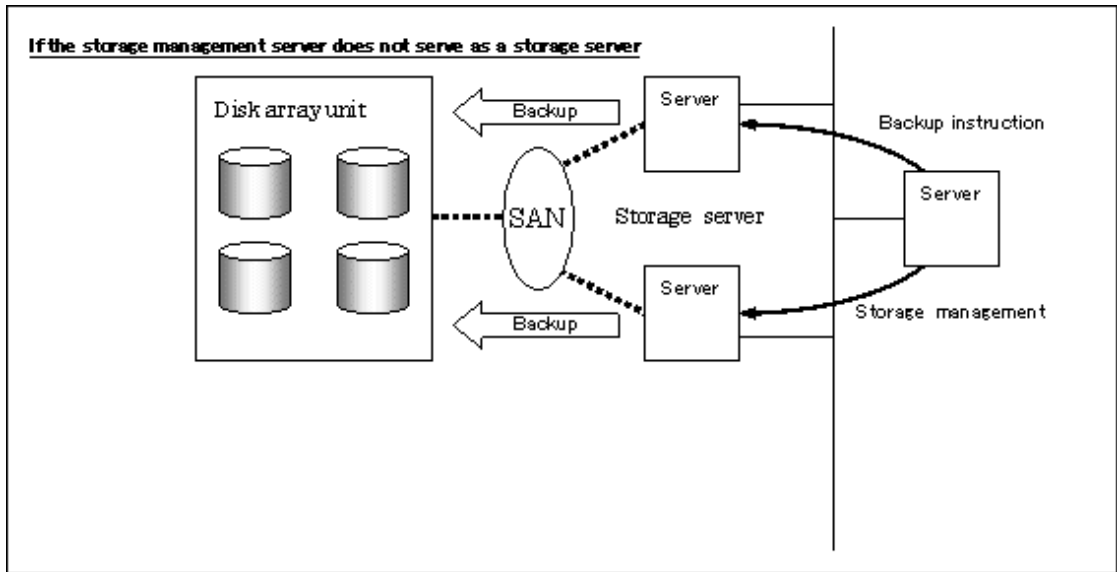 If the storage management server does not serve as a storage server
Disk array unit
Backup
Server
Backup instruction
Server
SAN
Storage server
Server
Backup
Storage management